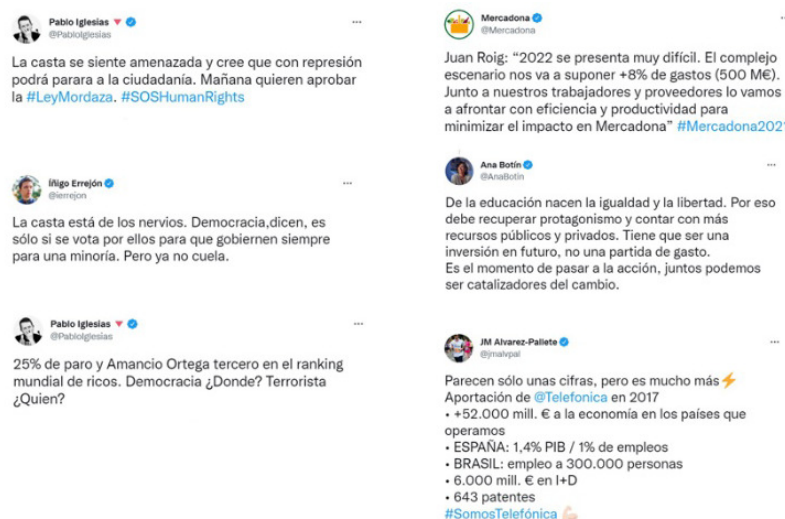 Pablo Iglesias
@PabloIglesias
La casta se siente amenazada y cree que con represión
podrá parara a la ciudadanía. Mañana quieren aprobar
la #LeyMordaza. #SOSHumanRights
Íñigo Errejón
@ierrejon
La casta está de los nervios. Democracia,dicen, es
sólo si se vota por ellos para que gobiernen siempre
para una minoría. Pero ya no cuela.
Pablo Iglesias
@PabloIglesias
25% de paro y Amancio Ortega tercero en el ranking
mundial de ricos. Democracia ¿Donde? Terrorista
¿Quien?
Mercadona
@Mercadona
Juan Roig: “2022 se presenta muy difícil. El complejo
escenario nos va a suponer +8% de gastos (500 M€).
Junto a nuestros trabajadores y proveedores lo vamos
a afrontar con eficiencia y productividad para
minimizar el impacto en Mercadona” #Mercadona202
Ana Botín
@AnaBotin
De la educación nacen la igualdad y la libertad. Por eso
debe recuperar protagonismo y contar con más
recursos públicos y privados. Tiene que ser una
inversión en futuro, no una partida de gasto.
Es el momento de pasar a la acción, juntos podemos
ser catalizadores del cambio.
JM Alvarez-Pallete
@jmalvpal
Parecen sólo unas cifras, pero es mucho más⚡
Aportación de @Telefonica en 2017
• +52.000 mill. € a la economía en los países que
operamos
• ESPAÑA: 1,4% PIB / 1% de empleos
• BRASIL: empleo a 300.000 personas
• 6.000 mill. € en I+D
• 643 patentes
#SomosTelefónica 💪🏻